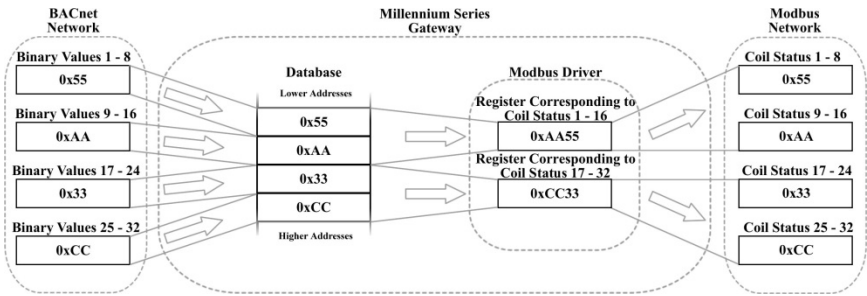 BACnet
Network
Binary Values 1 - 8
0x55
Binary Values 9 - 16
0xAA
Binary Values 17 - 24
0x33
Binary Values 25 - 32
0xCC
Millennium Series
Gateway
Database
Lower Addresses
0x55
0xAA
0x33
0xCC
Higher Addresses
Modbus Driver
Register Corresponding to
Coil Status 1 - 16
0xAA55
Register Corresponding to
Coil Status 17 - 32
0xCC33
Modbus
Network
Coil Status 1 - 8
0x55
Coil Status 9 - 16
0xAA
Coil Status 17 - 24
0x33
Coil Status 25 - 32
0xCC